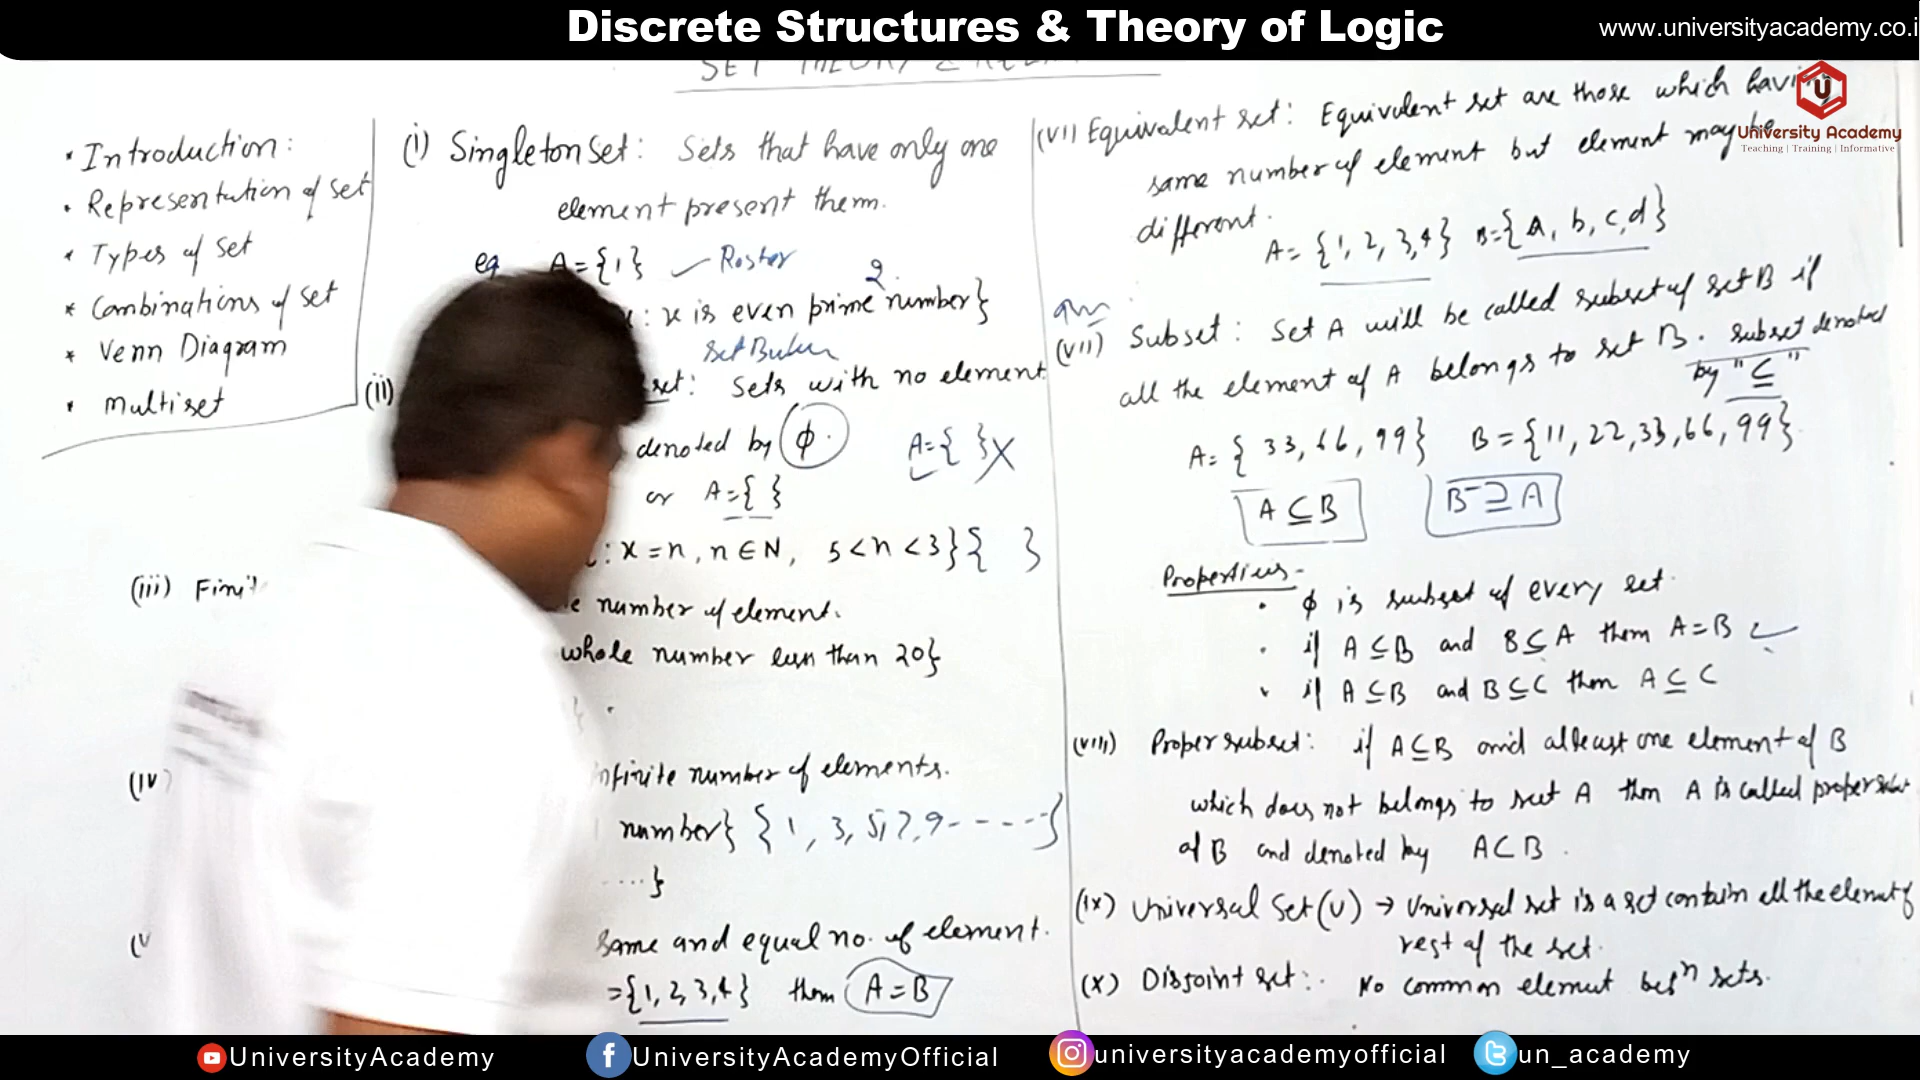 Discrete Structures & Theory of Logic
www.universityacademy.co.i
SET THEORY
University Academy
Teaching | Training | Informative
• Introduction:
• Representation of set
* Types of set
* Combinations of set
* Venn Diagram
• Multiset
(i) Singleton Set: Sets that have only one
element present them.
eg A = {1} Roster
2
: x is even prime number}
(ii) set: Sets with no element
denoted by ϕ.
A = { } X
or A = { }
: x = n, n ∈ N, 5 < n < 3} { }
(iii) Finit
number of element.
whole number less than 20}
}
(iv)
nfinite number of elements.
number} {1, 3, 5, 7, 9 - - - - - }
....}
(v
same and equal no. of element.
= {1, 2, 3, 4} then A = B
(VI) Equivalent set: Equivalent set are those which having
same number of element but element may be
different.
A = {1, 2, 3, 4} B = {A, b, c, d}
(VII) Subset: Set A will be called subset of set B if
all the element of A belongs to set B. subset denoted
by "⊆"
A = {33, 66, 99} B = {11, 22, 33, 66, 99}
A ⊆ B B ⊇ A
Properties -
• ϕ is subset of every set.
• if A ⊆ B and B ⊆ A then A = B
• if A ⊆ B and B ⊆ C then A ⊆ C
(VIII) Proper subset: if A ⊆ B and atleast one element of B
which does not belongs to set A then A is called proper subset
of B and denoted by A ⊂ B.
(ix) Universal Set (U) → Universal set is a set contain all the elemnt of
rest of the set.
(x) Disjoint set: No common elemnt betⁿ sets.
UniversityAcademy
UniversityAcademyOfficial
universityacademyofficial
un_academy